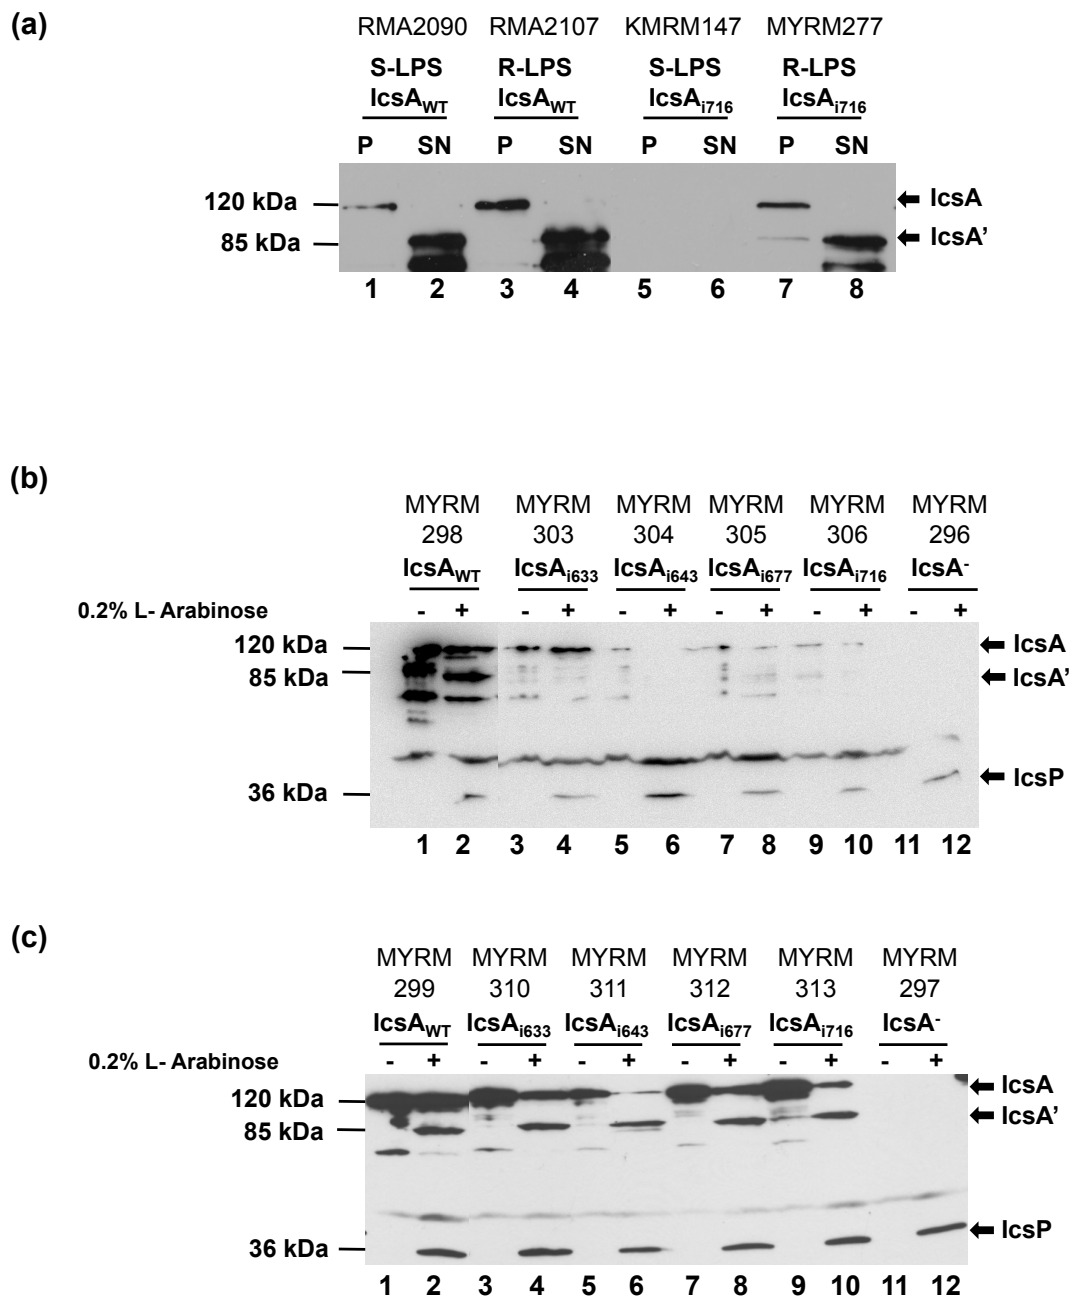 (a)
RMA2090 RMA2107 KMRM147 MYRM277
S-LPS R-LPS S-LPS R-LPS
IcsAWT IcsAWT IcsAi716 IcsAi716
P SN P SN P SN P SN
120 kDa IcsA
85 kDa IcsA’
1 2 3 4 5 6 7 8
(b)
MYRM MYRM MYRM MYRM MYRM MYRM
298 303 304 305 306 296
IcsAWT IcsAi633 IcsAi643 IcsAi677 IcsAi716 IcsA-
0.2% L- Arabinose - + - + - + - + - + - +
120 kDa IcsA
85 kDa IcsA’
IcsP
36 kDa
1 2 3 4 5 6 7 8 9 10 11 12
(c)
MYRM MYRM MYRM MYRM MYRM MYRM
299 310 311 312 313 297
IcsAWT IcsAi633 IcsAi643 IcsAi677 IcsAi716 IcsA-
0.2% L- Arabinose - + - + - + - + - + - +
120 kDa IcsA
85 kDa IcsA’
IcsP
36 kDa
1 2 3 4 5 6 7 8 9 10 11 12